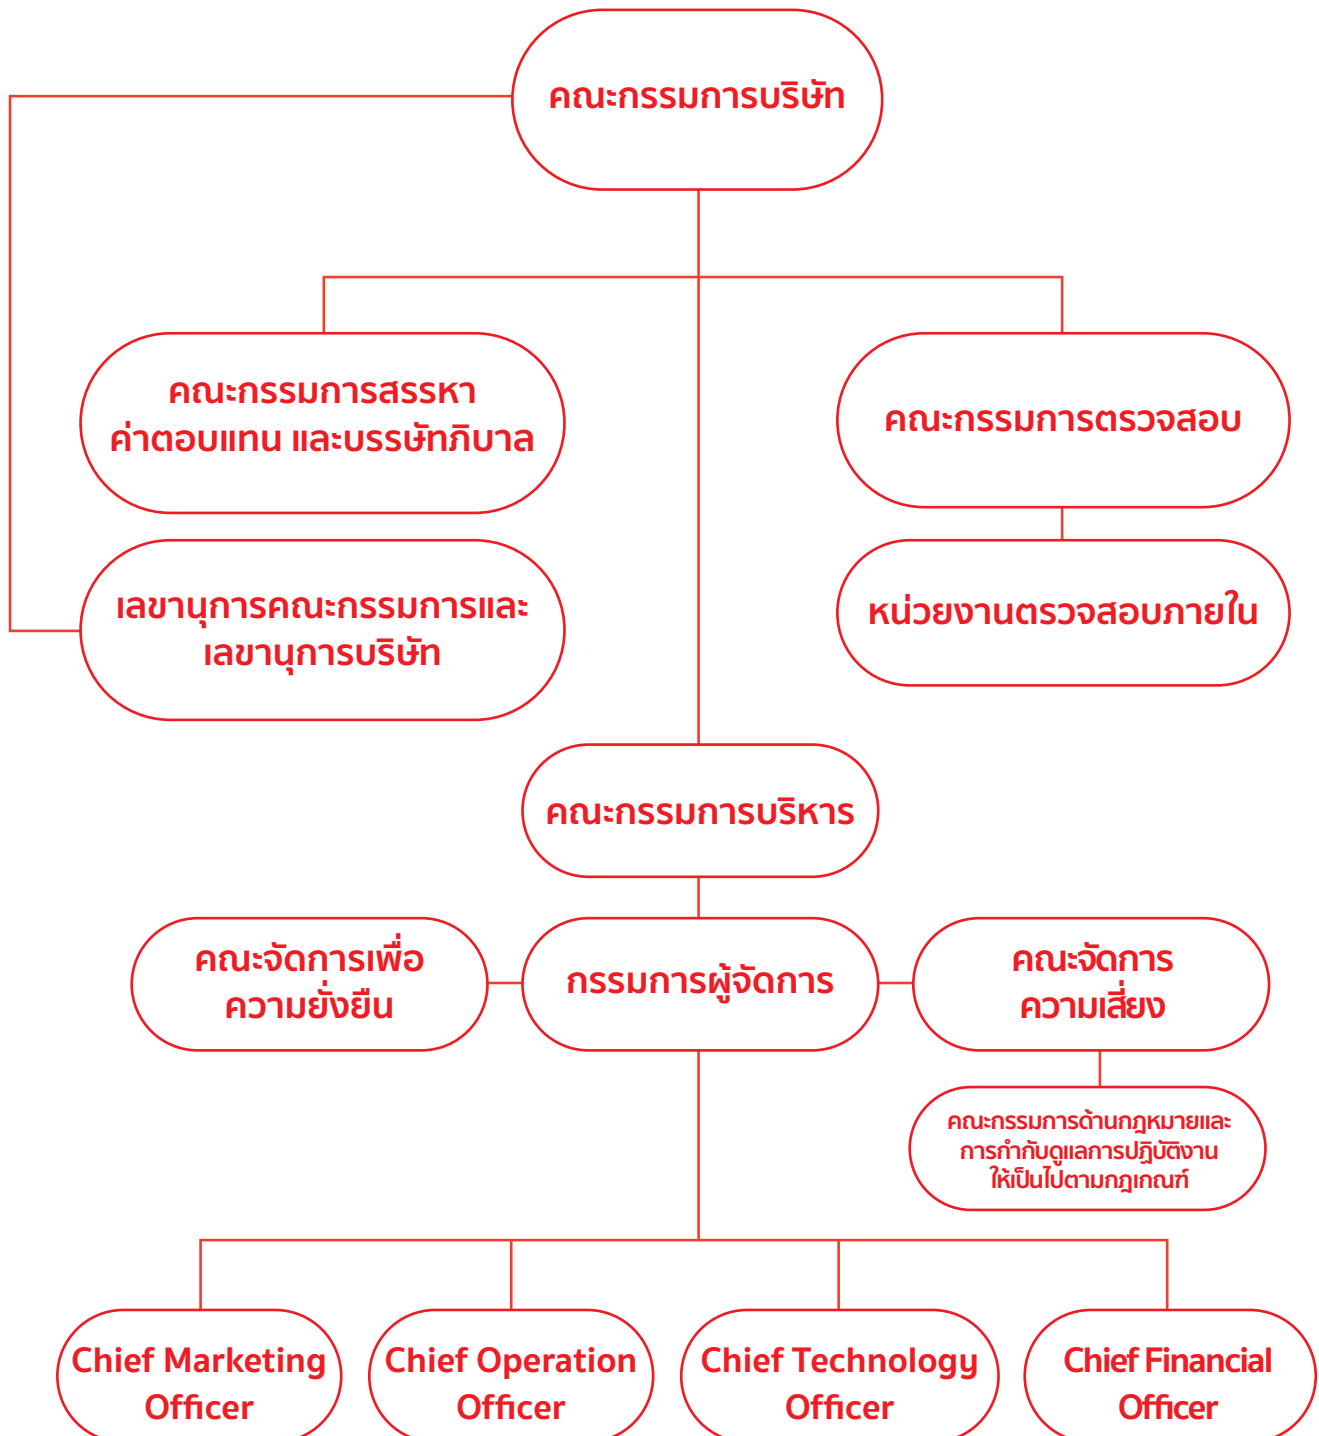 คณะกรรมการบริษัท
คณะกรรมการสรรหา
ค่าตอบแทน และบรรษัทภิบาล
คณะกรรมการตรวจสอบ
เลขานุการคณะกรรมการและ
เลขานุการบริษัท
หน่วยงานตรวจสอบภายใน
คณะกรรมการบริหาร
คณะจัดการเพื่อ
ความยั่งยืน
กรรมการผู้จัดการ
คณะจัดการ
ความเสี่ยง
คณะกรรมการด้านกฎหมายและ
การกำกับดูแลการปฏิบัติงาน
ให้เป็นไปตามกฎเกณฑ์
Chief Marketing
Officer
Chief Operation
Officer
Chief Technology
Officer
Chief Financial
Officer